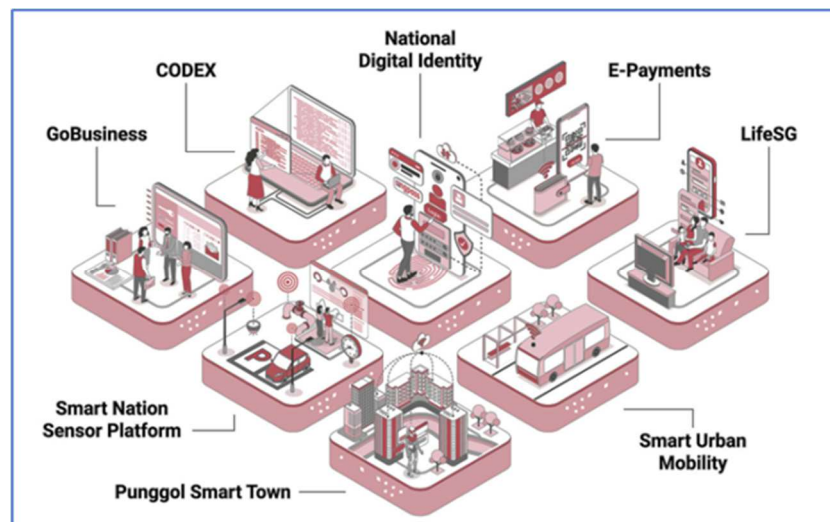 National
Digital Identity
CODEX
E-Payments
GoBusiness
LifeSG
P
Smart Nation
Sensor Platform
Smart Urban
Mobility
Punggol Smart Town